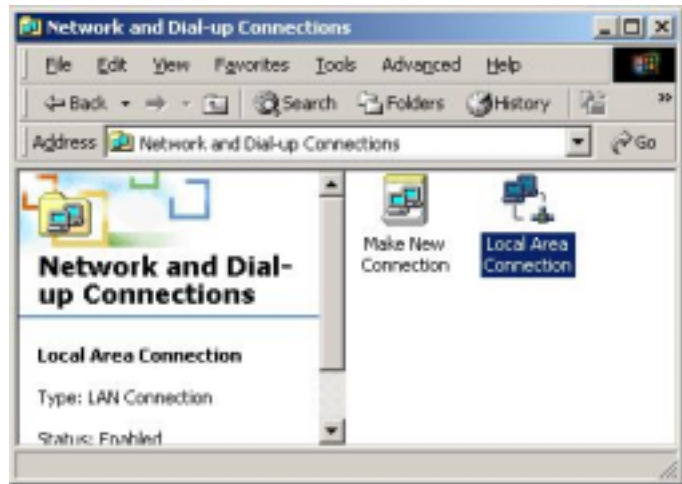 Network and Dial-up Connections
File Edit View Favorites Tools Advanced Help
Back Search Folders History »
Address Network and Dial-up Connections Go
Network and Dial-
up Connections
Local Area Connection
Type: LAN Connection
Status: Enabled
Make New
Connection
Local Area
Connection